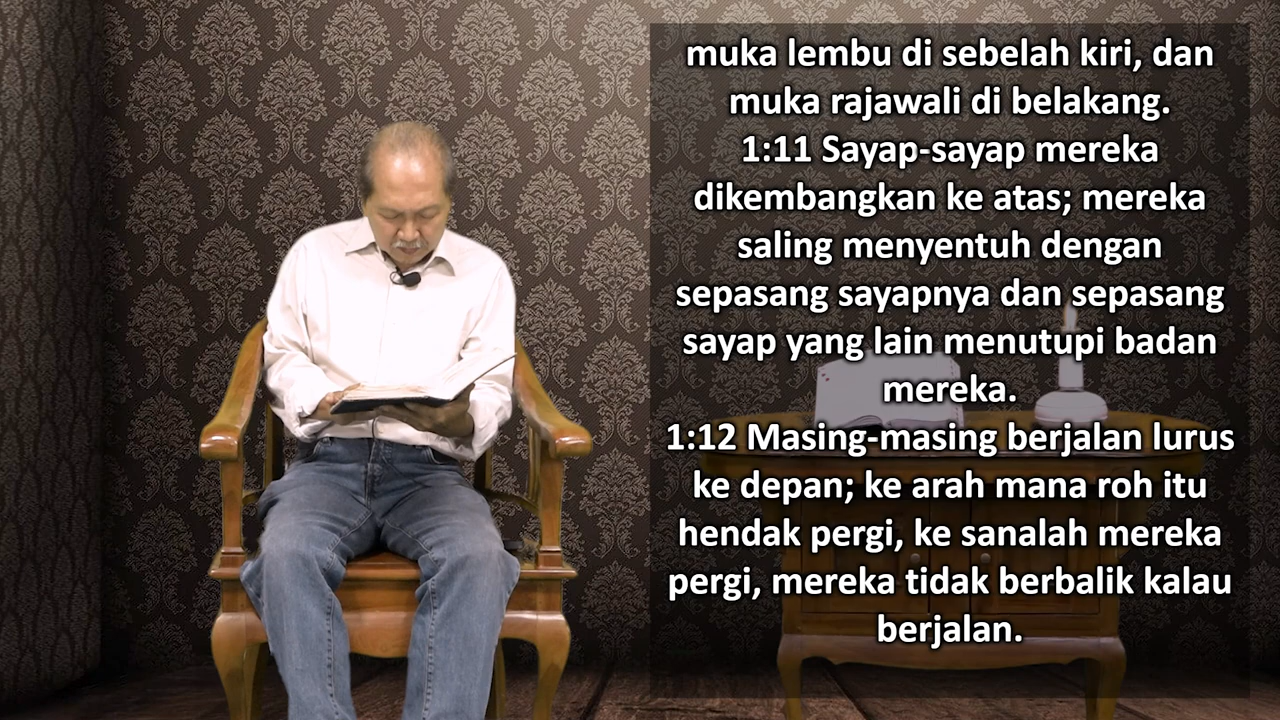 muka lembu di sebelah kiri, dan
muka rajawali di belakang.
1:11 Sayap-sayap mereka
dikembangkan ke atas; mereka
saling menyentuh dengan
sepasang sayapnya dan sepasang
sayap yang lain menutupi badan
mereka.
1:12 Masing-masing berjalan lurus
ke depan; ke arah mana roh itu
hendak pergi, ke sanalah mereka
pergi, mereka tidak berbalik kalau
berjalan.